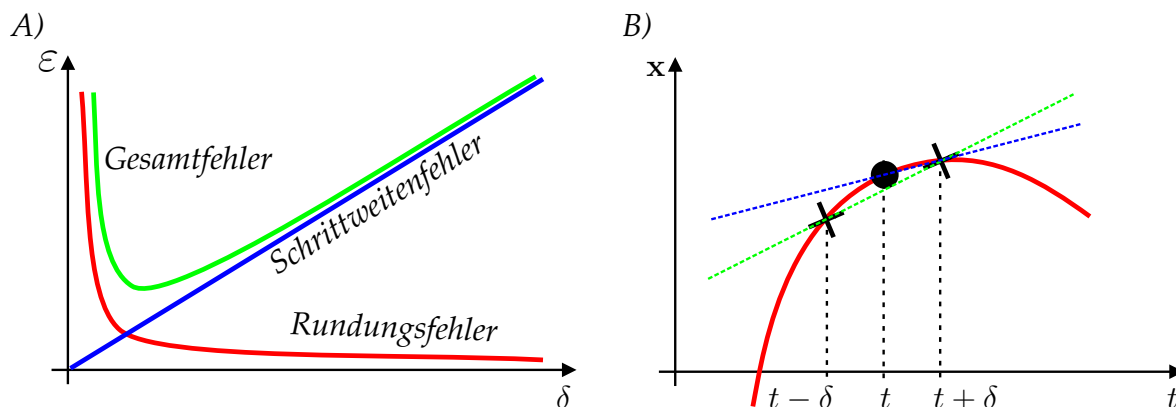 A)
ε
Gesamtfehler
Schrittweitenfehler
Rundungsfehler
δ
B)
x
t − δ
t
t + δ
t